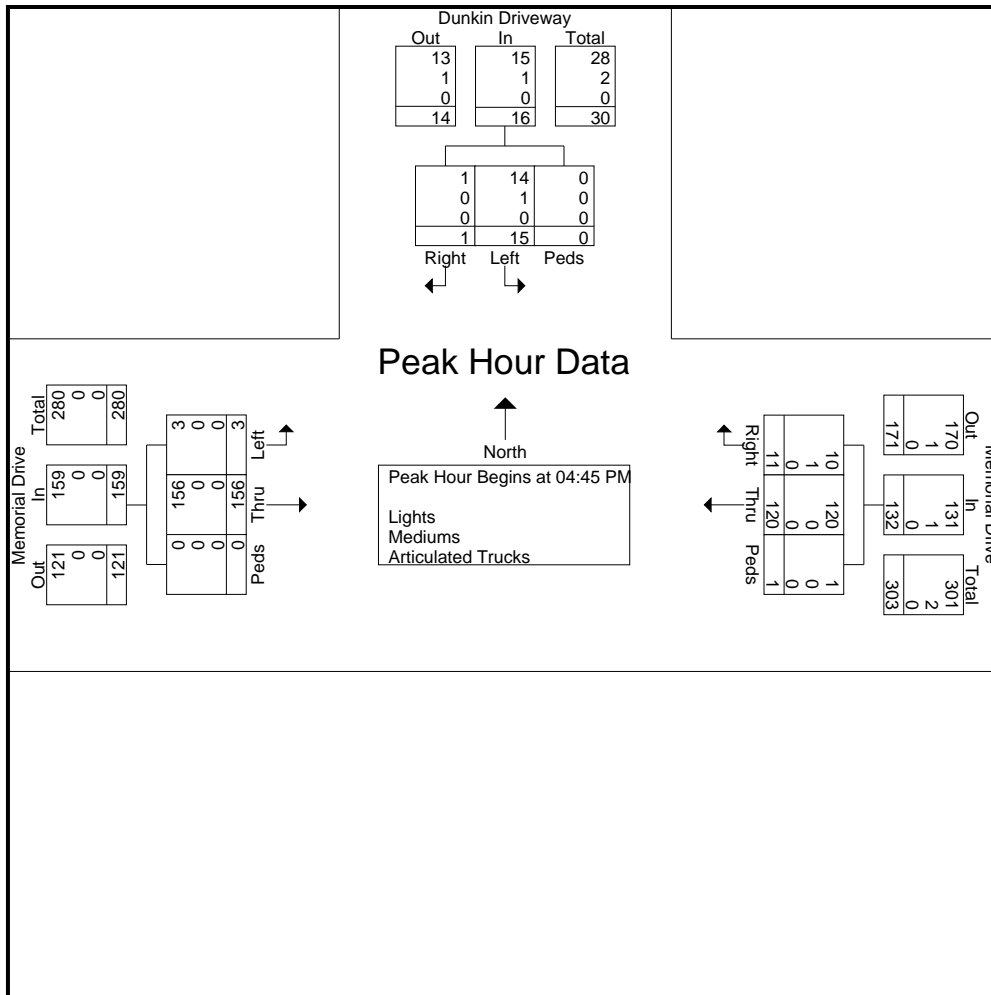 Dunkin Driveway
Out In Total
13 15 28
1 1 2
0 0 0
14 16 30
1 14 0
0 1 0
0 0 0
1 15 0
Right Left Peds
Peak Hour Data
North
Peak Hour Begins at 04:45 PM
Lights
Mediums
Articulated Trucks
Memorial Drive
Out In Total
121 159 280
0 0 0
0 0 0
121 159 280
Left
3 0 0 3
Thru
156 0 0 156
Peds
0 0 0 0
Memorial Drive
Out In Total
170 131 301
1 1 2
0 0 0
171 132 303
Right
10 1 0 11
Thru
120 0 0 120
Peds
1 0 0 1